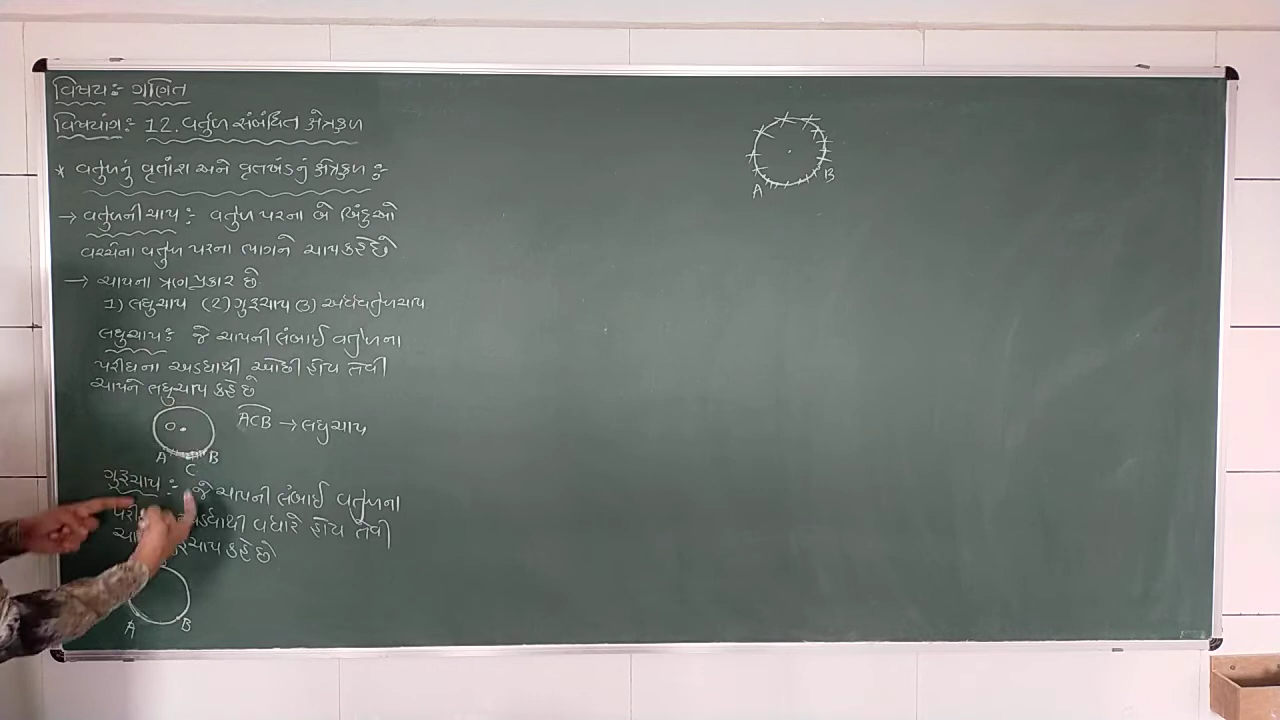 વિષય:- ગણિત
વિષયાંગ:- 12. વર્તુળ સંબંધિત ક્ષેત્રફળ
* વર્તુળનું વૃતાંશ અને વૃતખંડનું ક્ષેત્રફળ :-
→ વર્તુળની ચાપ :- વર્તુળ પરના બે બિંદુઓ
વચ્ચેના વર્તુળ પરના ભાગને ચાપ કહે છે
→ ચાપના ત્રણ પ્રકાર છે.
1) લઘુચાપ (2) ગુરૂચાપ (3) અર્ધવર્તુળચાપ
લઘુચાપ :- જે ચાપની લંબાઈ વર્તુળના
પરીઘના અડધાથી ઓછી હોય તેવી
ચાપને લઘુચાપ કહે છે
O
ACB → લઘુચાપ
A B
C
ગુરૂચાપ :- જે ચાપની લંબાઈ વર્તુળના
વધારે હોય તેવી
કહે છે
A B
A B